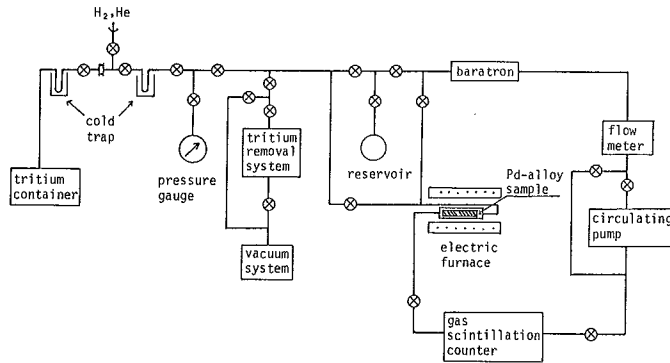 H2,He
cold
trap
tritium
container
pressure
gauge
tritium
removal
system
vacuum
system
reservoir
baratron
flow
meter
Pd-alloy
sample
electric
furnace
circulating
pump
gas
scintillation
counter